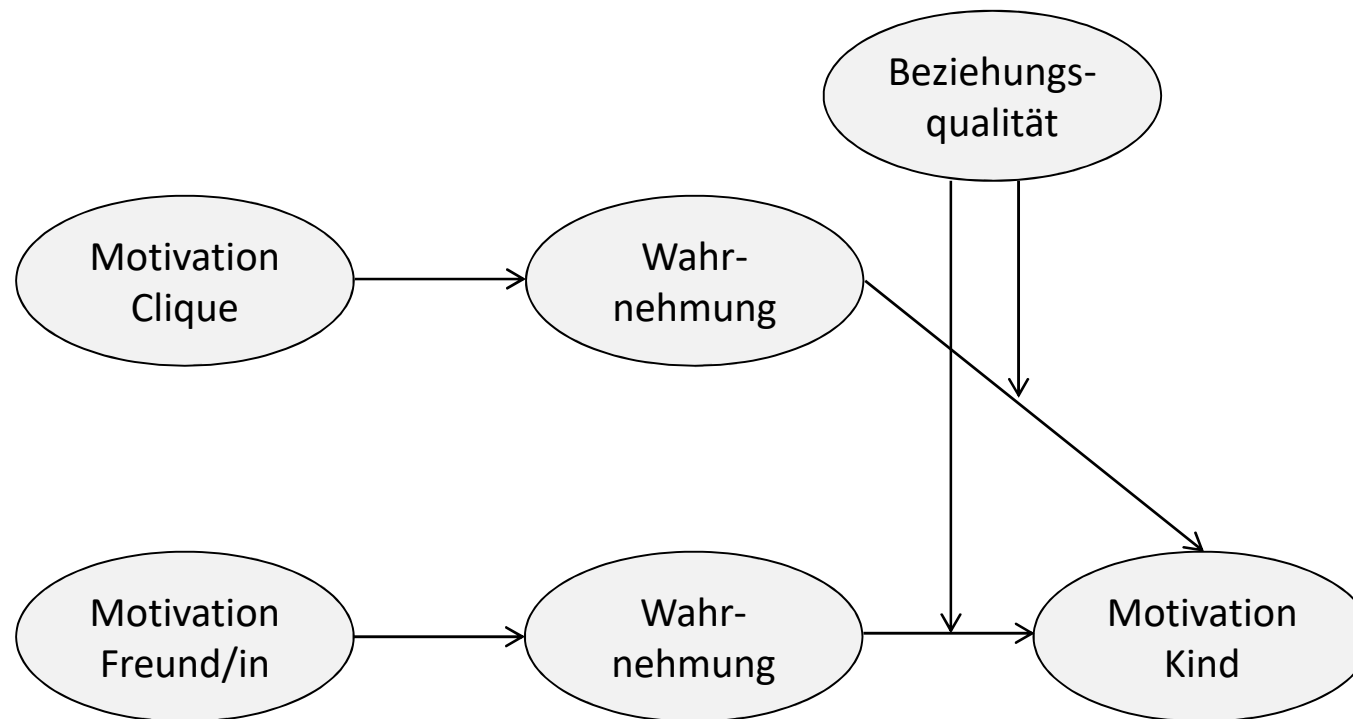 Beziehungs-
qualität
Motivation
Clique
Wahr-
nehmung
Motivation
Freund/in
Wahr-
nehmung
Motivation
Kind